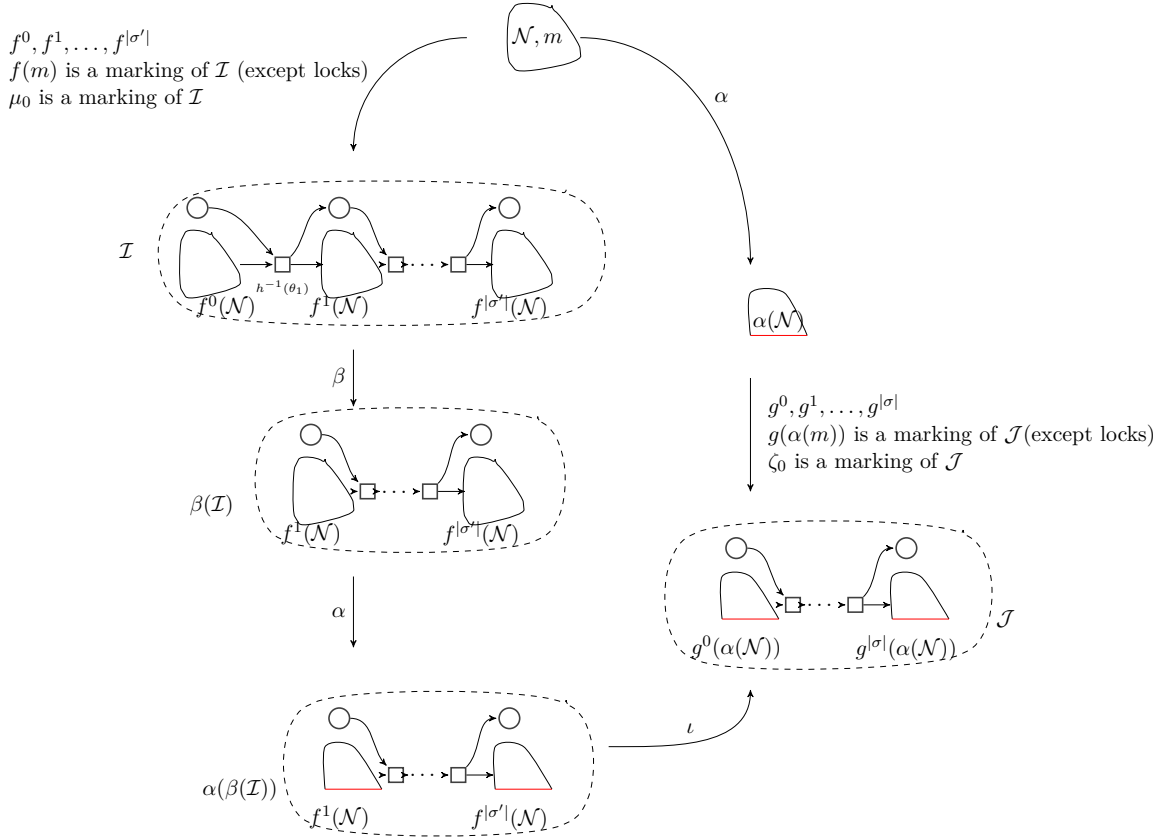 𝒩, m
f^0, f^1, . . . , f^{|σ′|}
f(m) is a marking of ℐ (except locks)
μ_0 is a marking of ℐ
α
ℐ
h^{−1}(θ_1)
f^0(𝒩)
f^1(𝒩)
f^{|σ′|}(𝒩)
α(𝒩)
β
g^0, g^1, . . . , g^{|σ|}
g(α(m)) is a marking of 𝒥(except locks)
ζ_0 is a marking of 𝒥
β(ℐ)
f^1(𝒩)
f^{|σ′|}(𝒩)
α
𝒥
g^0(α(𝒩))
g^{|σ|}(α(𝒩))
ι
α(β(ℐ))
f^1(𝒩)
f^{|σ′|}(𝒩)